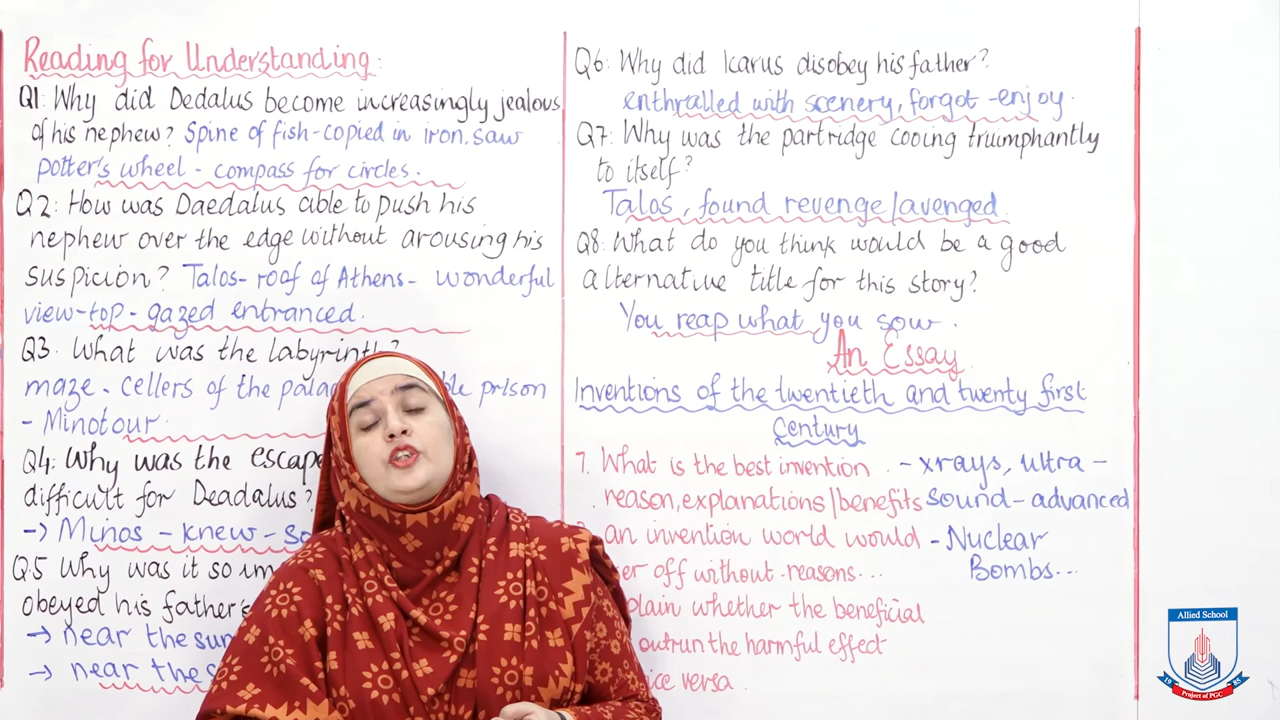 Reading for Understanding:
Q1: Why did Dedalus become increasingly jealous
of his nephew? Spine of fish-copied in iron, saw
potter's wheel - compass for circles.
Q2: How was Daedalus able to push his
nephew over the edge without arousing his
suspicion? Talos- roof of Athens- wonderful
view-top- gazed entranced.
Q3. What was the labyrinth?
maze - cellers of the prison
- Minotour.
Q4: Why was the escape
difficult for Deadalus?
→ Minos - knew -
Q.5 Why was it so
obeyed his father's
→ near the sun
→ near the
Q6: Why did Icarus disobey his father?
enthralled with scenery, forgot -enjoy.
Q7: Why was the partridge cooing triumphantly
to itself?
Talos, found revenge/avenged.
Q8: What do you think would be a good
alternative title for this story?
You reap what you sow.
An Essay
Inventions of the twentieth and twenty first
Century
7. What is the best invention - xrays, ultra -
reason, explanations/benefits sound - advanced
an invention world would - Nuclear
off without reasons... Bombs...
whether the beneficial
outrun the harmful effect
versa.
Allied School
19 85
Project of PGC